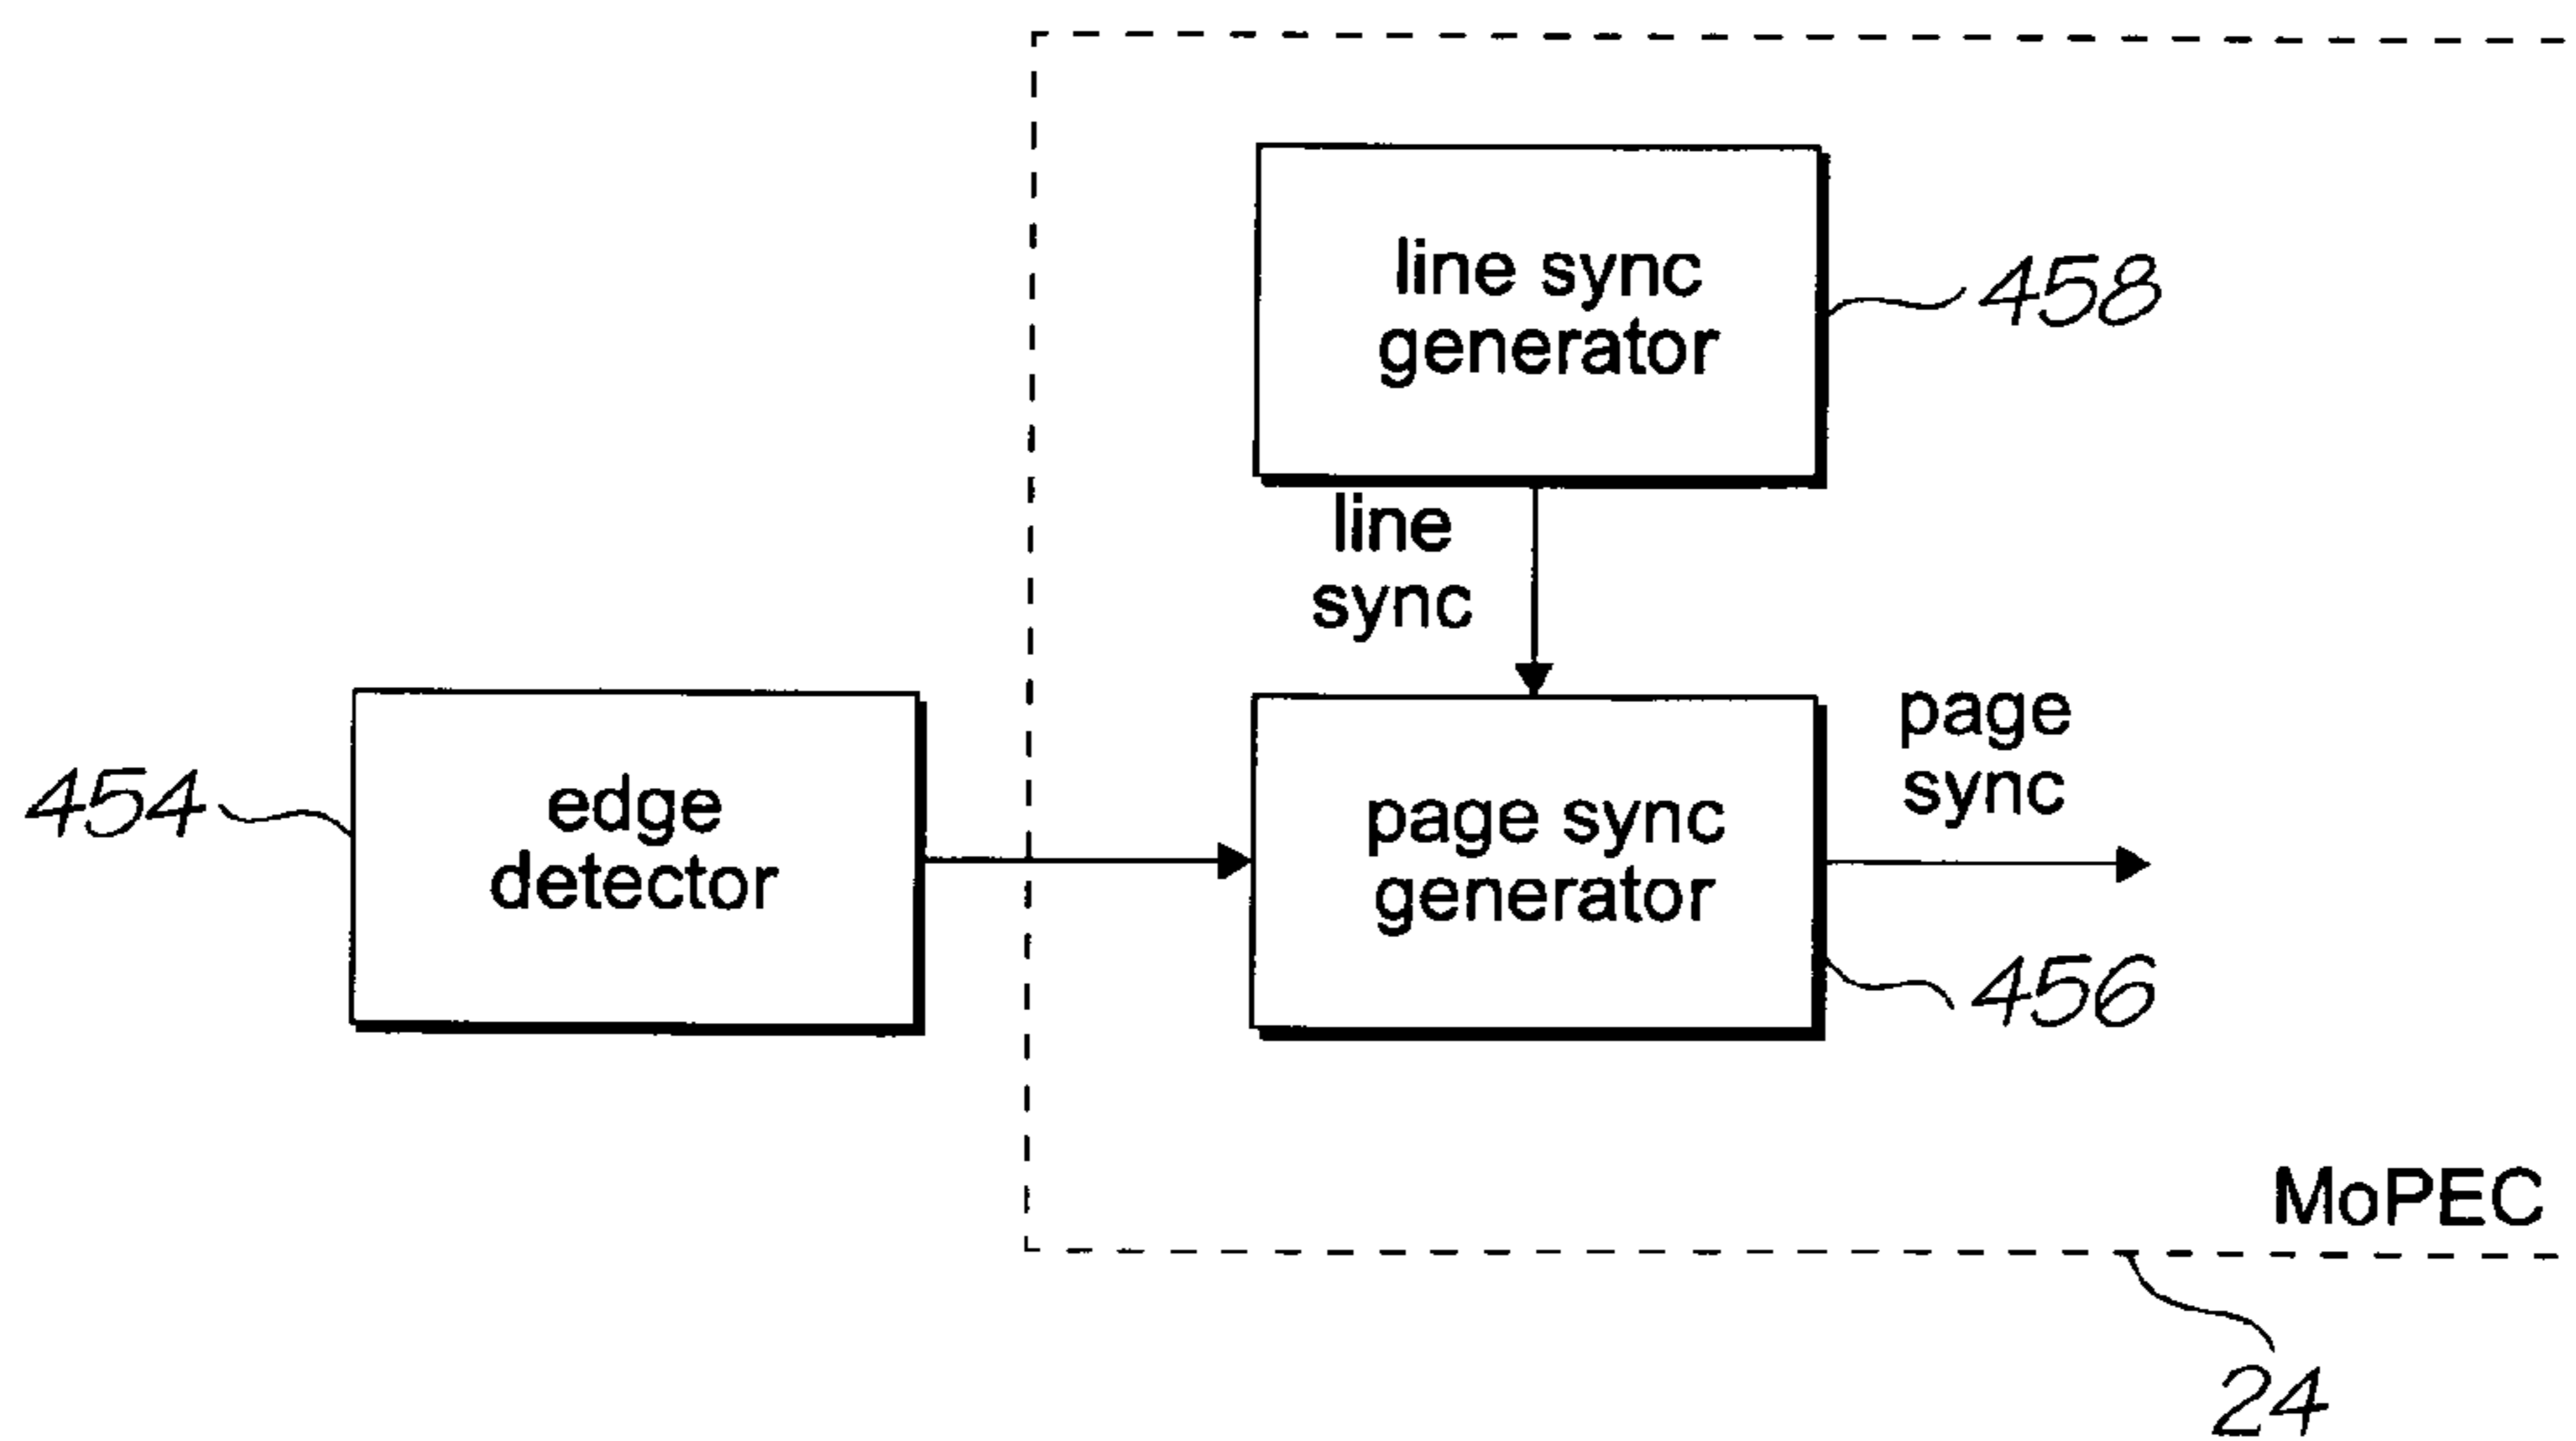 line sync
generator
458
line
sync
454
edge
detector
page sync
generator
page
sync
456
MoPEC
24